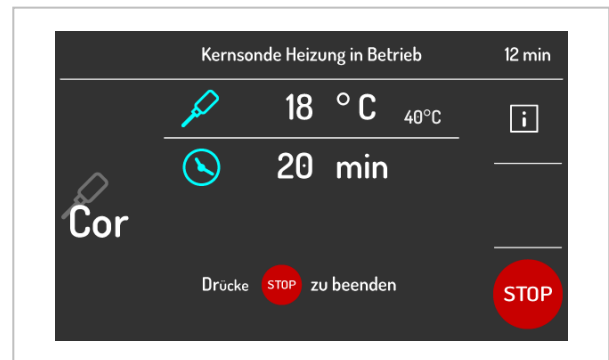 Kernsonde Heizung in Betrieb 12 min
18 °C 40°C
i
20 min
Cor
Drücke STOP zu beenden
STOP